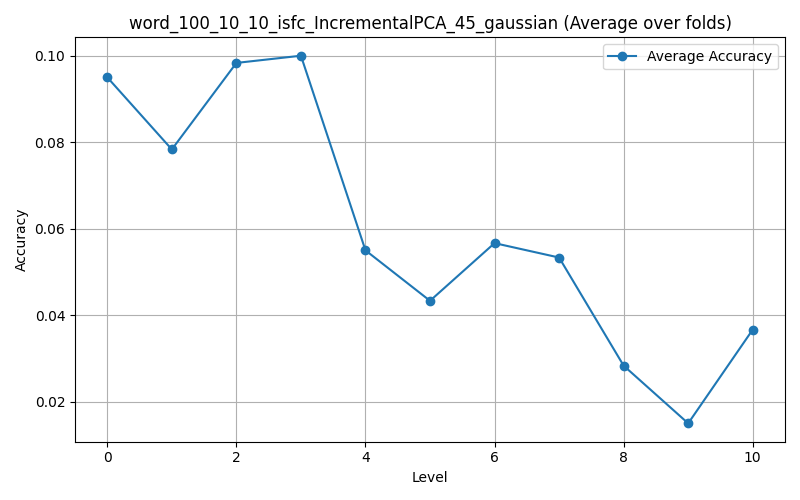 word_100_10_10_isfc_IncrementalPCA_45_gaussian (Average over folds)
Average Accuracy
Accuracy
0.10
0.08
0.06
0.04
0.02
0 2 4 6 8 10
Level